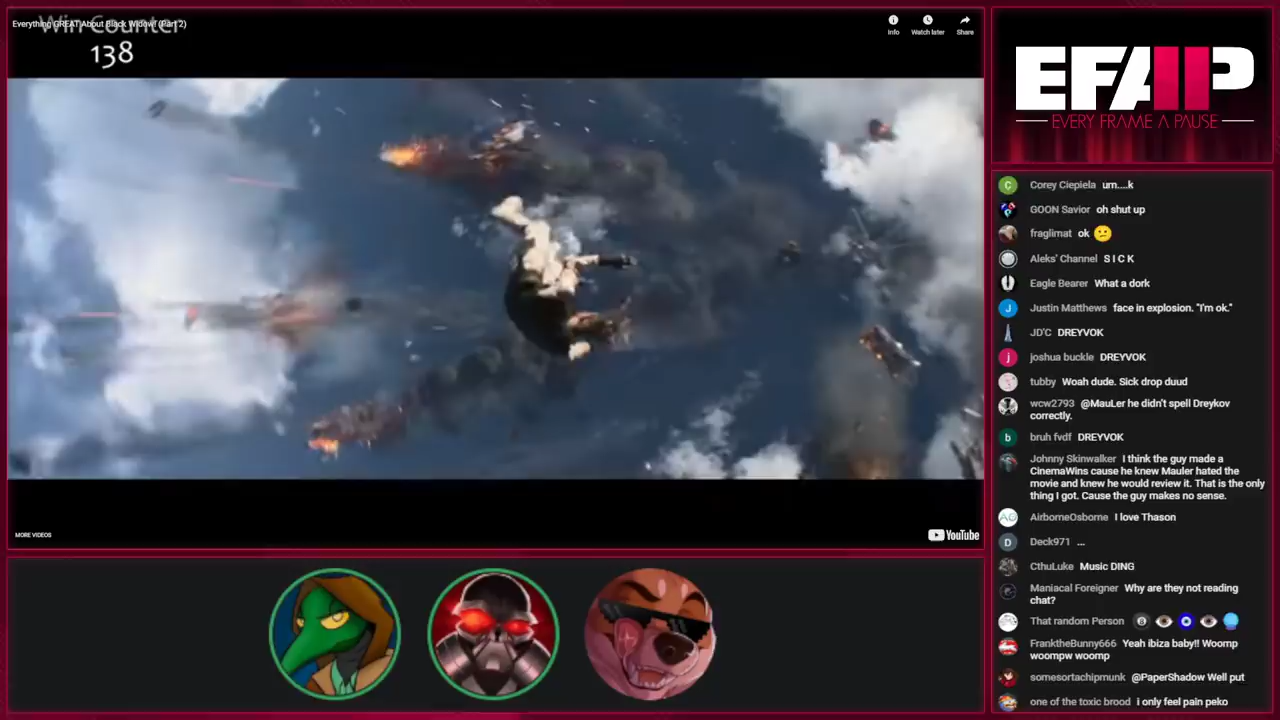 Everything GREAT About Black Widow! (Part 2)
Win Counter
138
Info
Watch later
Share
MORE VIDEOS
YouTube
EFAP
EVERY FRAME A PAUSE
Corey Ciepiela um....k
GOON Savior oh shut up
fraglimat ok
Aleks' Channel S I C K
Eagle Bearer What a dork
Justin Matthews face in explosion. "I'm ok."
JD'C DREYVOK
joshua buckle DREYVOK
tubby Woah dude. Sick drop duud
wcw2793 @MauLer he didn't spell Dreykov
correctly.
bruh fvdf DREYVOK
Johnny Skinwalker I think the guy made a
CinemaWins cause he knew Mauler hated the
movie and knew he would review it. That is the only
thing I got. Cause the guy makes no sense.
AirborneOsborne I love Thason
Deck971 ...
CthuLuke Music DING
Maniacal Foreigner Why are they not reading
chat?
That random Person
FranktheBunny666 Yeah ibiza baby!! Woomp
woompw woomp
somesortachipmunk @PaperShadow Well put
one of the toxic brood i only feel pain peko